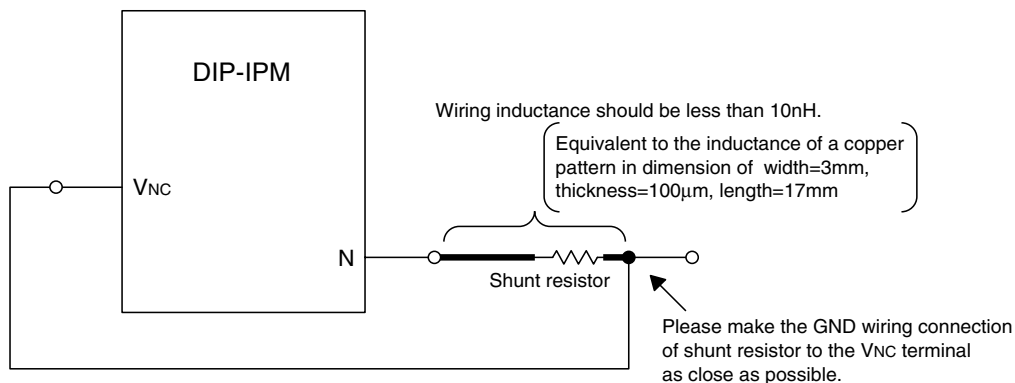 DIP-IPM
Wiring inductance should be less than 10nH.
Equivalent to the inductance of a copper
pattern in dimension of width=3mm,
thickness=100μm, length=17mm
VNC
N
Shunt resistor
Please make the GND wiring connection
of shunt resistor to the VNC terminal
as close as possible.